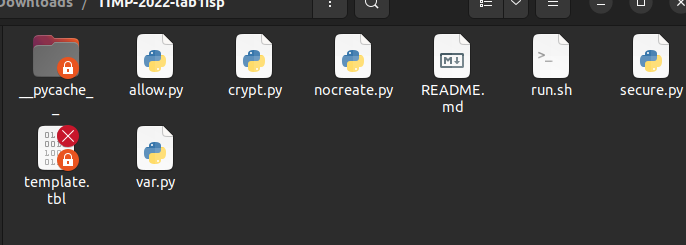 Downloads / TIMP-2022-lab1isp
__pycache_
_
allow.py
crypt.py
nocreate.py
README.
md
run.sh
secure.py
template.
tbl
var.py